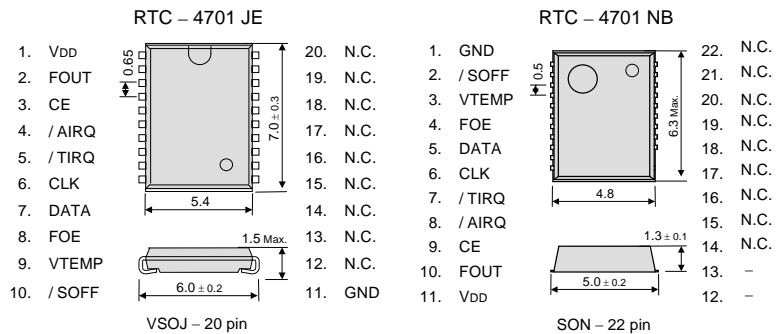 RTC – 4701 JE
1. VDD
2. FOUT
3. CE
4. / AIRQ
5. / TIRQ
6. CLK
7. DATA
8. FOE
9. VTEMP
10. / SOFF
0.65
7.0 ± 0.3
5.4
1.5 Max.
6.0 ± 0.2
20. N.C.
19. N.C.
18. N.C.
17. N.C.
16. N.C.
15. N.C.
14. N.C.
13. N.C.
12. N.C.
11. GND
VSOJ – 20 pin
RTC – 4701 NB
1. GND
2. / SOFF
3. VTEMP
4. FOE
5. DATA
6. CLK
7. / TIRQ
8. / AIRQ
9. CE
10. FOUT
11. VDD
0.5
6.3 Max.
4.8
1.3 ± 0.1
5.0 ± 0.2
22. N.C.
21. N.C.
20. N.C.
19. N.C.
18. N.C.
17. N.C.
16. N.C.
15. N.C.
14. N.C.
13. –
12. –
SON – 22 pin